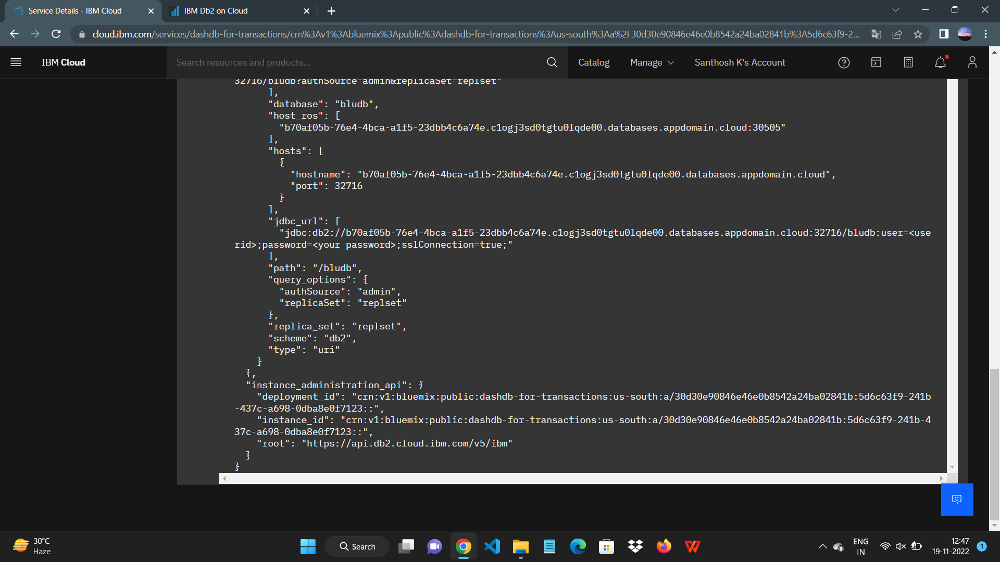 Service Details - IBM Cloud
IBM Db2 on Cloud
cloud.ibm.com/services/dashdb-for-transactions/crn%3Av1%3Abluemix%3Apublic%3Adashdb-for-transactions%3Aus-south%3Aa%2F30d30e90846e46e0b8542a24ba02841b%3A5d6c63f9-2...
IBM Cloud
Search resources and products...
Catalog
Manage
Santhosh K's Account
32716/bludb?authSource=admin&replicaSet=replset"
],
"database": "bludb",
"host_ros": [
"b70af05b-76e4-4bca-a1f5-23dbb4c6a74e.c1ogj3sd0tgtu0lqde00.databases.appdomain.cloud:30505"
],
"hosts": [
{
"hostname": "b70af05b-76e4-4bca-a1f5-23dbb4c6a74e.c1ogj3sd0tgtu0lqde00.databases.appdomain.cloud",
"port": 32716
}
],
"jdbc_url": [
"jdbc:db2://b70af05b-76e4-4bca-a1f5-23dbb4c6a74e.c1ogj3sd0tgtu0lqde00.databases.appdomain.cloud:32716/bludb:user=<use
rid>;password=<your_password>;sslConnection=true;"
],
"path": "/bludb",
"query_options": {
"authSource": "admin",
"replicaSet": "replset"
},
"replica_set": "replset",
"scheme": "db2",
"type": "uri"
}
},
"instance_administration_api": {
"deployment_id": "crn:v1:bluemix:public:dashdb-for-transactions:us-south:a/30d30e90846e46e0b8542a24ba02841b:5d6c63f9-241b
-437c-a698-0dba8e0f7123::",
"instance_id": "crn:v1:bluemix:public:dashdb-for-transactions:us-south:a/30d30e90846e46e0b8542a24ba02841b:5d6c63f9-241b-4
37c-a698-0dba8e0f7123::",
"root": "https://api.db2.cloud.ibm.com/v5/ibm"
}
}
30°C
Haze
Search
ENG
IN
12:47
19-11-2022
1